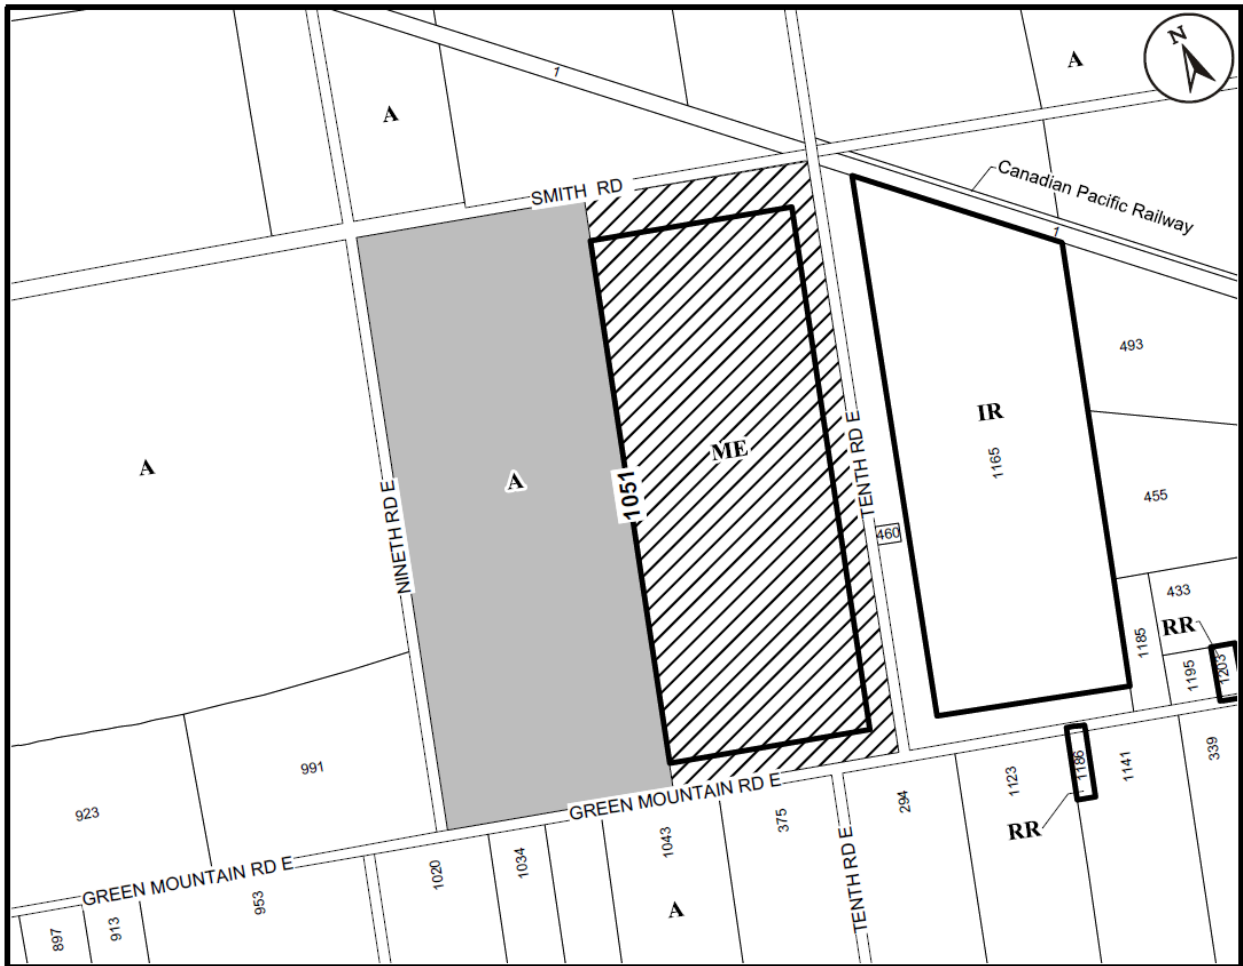 N
A
A
1
Canadian Pacific Railway
SMITH RD
1
493
IR
1165
ME
A
A
1051
TENTH RD E
NINETH RD E
455
460
433
RR
1185
1195
1203
991
923
GREEN MOUNTAIN RD E
1186
1141
339
1123
294
375
1043
1034
1020
RR
TENTH RD E
GREEN MOUNTAIN RD E
953
913
897
A